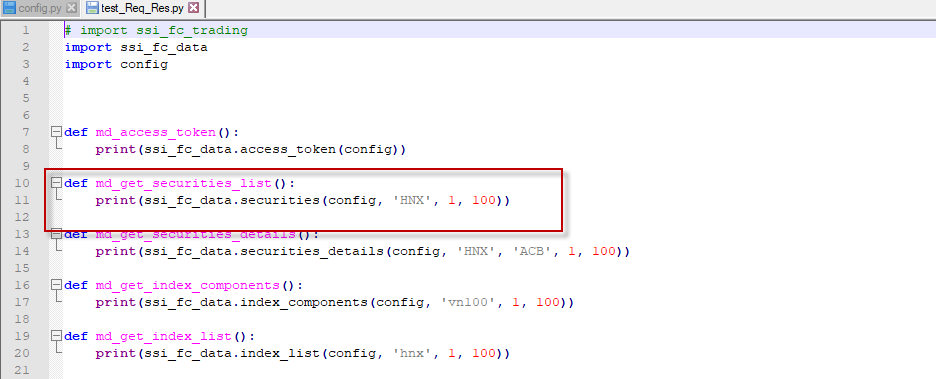 config.py test_Req_Res.py
1 # import ssi_fc_trading
2 import ssi_fc_data
3 import config
4
5
6
7 def md_access_token():
8 print(ssi_fc_data.access_token(config))
9
10 def md_get_securities_list():
11 print(ssi_fc_data.securities(config, 'HNX', 1, 100))
12
13 def md_get_securities_details():
14 print(ssi_fc_data.securities_details(config, 'HNX', 'ACB', 1, 100))
15
16 def md_get_index_components():
17 print(ssi_fc_data.index_components(config, 'vn100', 1, 100))
18
19 def md_get_index_list():
20 print(ssi_fc_data.index_list(config, 'hnx', 1, 100))
21